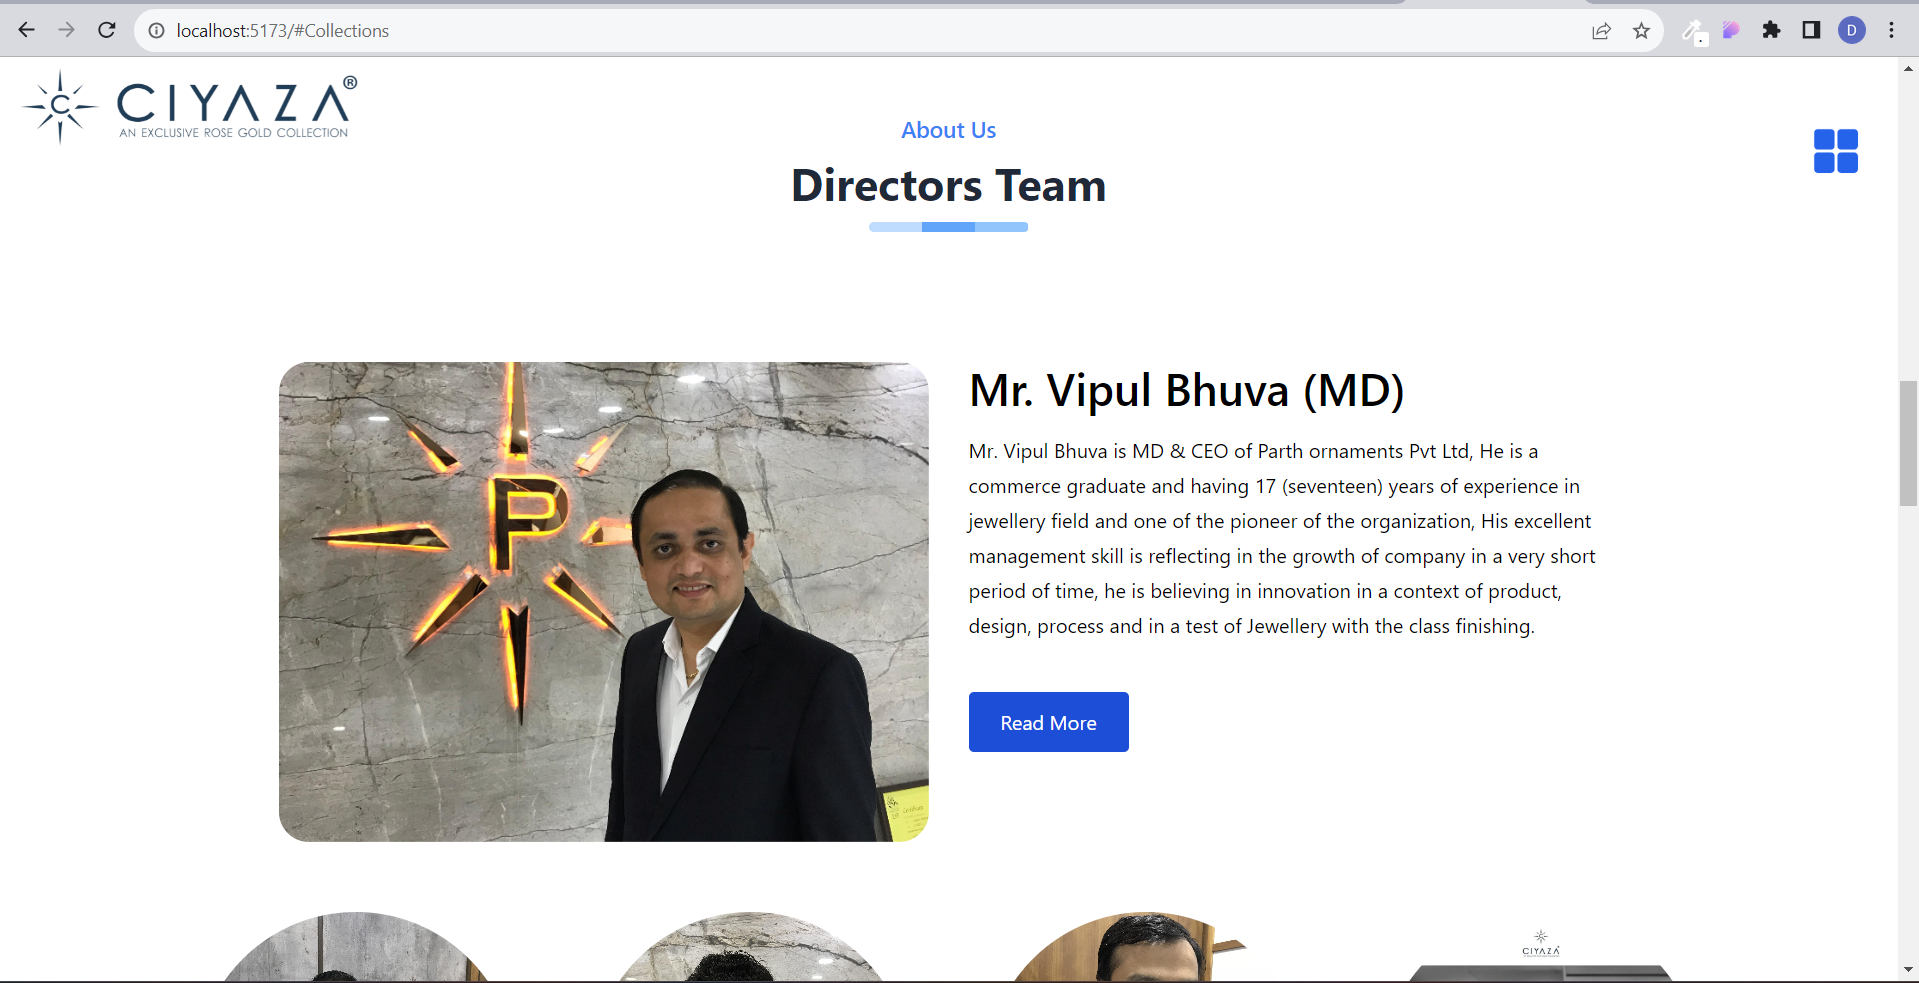 localhost:5173/#Collections
D
C CIYAZA®
AN EXCLUSIVE ROSE GOLD COLLECTION
About Us
Directors Team
P
Mr. Vipul Bhuva (MD)
Mr. Vipul Bhuva is MD & CEO of Parth ornaments Pvt Ltd, He is a
commerce graduate and having 17 (seventeen) years of experience in
jewellery field and one of the pioneer of the organization, His excellent
management skill is reflecting in the growth of company in a very short
period of time, he is believing in innovation in a context of product,
design, process and in a test of Jewellery with the class finishing.
Read More
CIYAZA